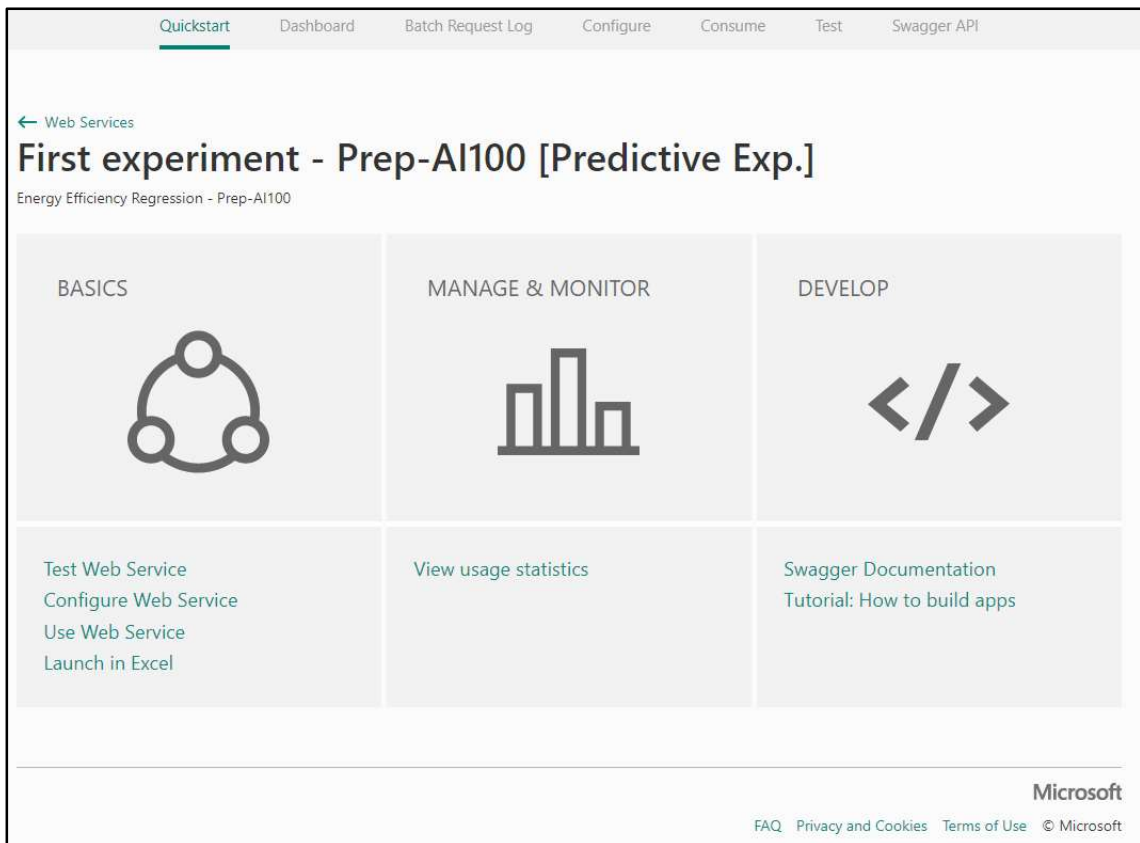 Quickstart Dashboard Batch Request Log Configure Consume Test Swagger API
← Web Services
First experiment - Prep-AI100 [Predictive Exp.]
Energy Efficiency Regression - Prep-AI100
BASICS
MANAGE & MONITOR
DEVELOP
</>
Test Web Service
Configure Web Service
Use Web Service
Launch in Excel
View usage statistics
Swagger Documentation
Tutorial: How to build apps
Microsoft
FAQ Privacy and Cookies Terms of Use © Microsoft